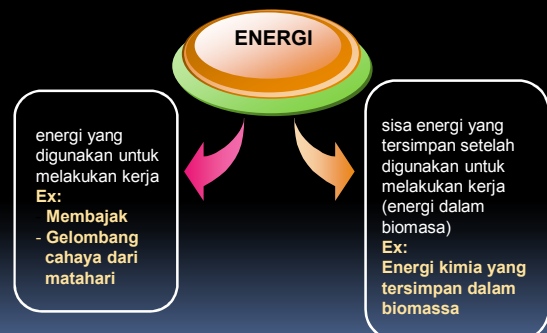 ENERGI
energi yang
digunakan untuk
melakukan kerja
Ex:
- Membajak
- Gelombang
cahaya dari
matahari
sisa energi yang
tersimpan setelah
digunakan untuk
melakukan kerja
(energi dalam
biomasa)
Ex:
Energi kimia yang
tersimpan dalam
biomassa